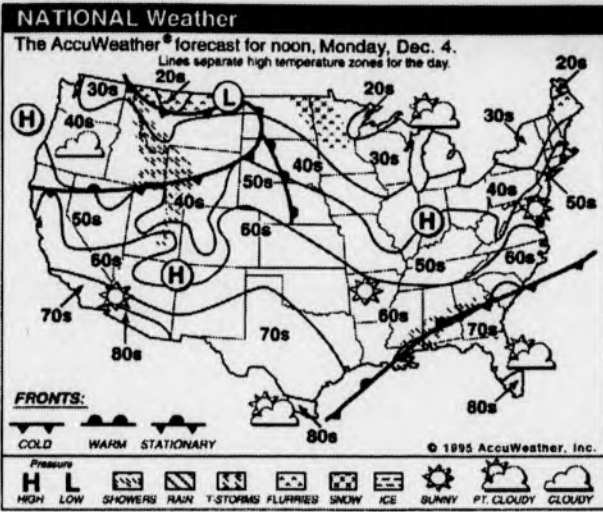 NATIONAL Weather
The AccuWeather® forecast for noon, Monday, Dec. 4.
Lines separate high temperature zones for the day.
20s
30s
L
20s
20s
H
40s
30s
30s
40s
50s
40s
40s
50s
50s
60s
H
60s
50s
60s
H
60s
70s
70s
70s
80s
80s
80s
FRONTS:
COLD WARM STATIONARY
© 1995 AccuWeather, Inc.
Pressure
H L
HIGH LOW SHOWERS RAIN T-STORMS FLURRIES SNOW ICE SUNNY PT. CLOUDY CLOUDY